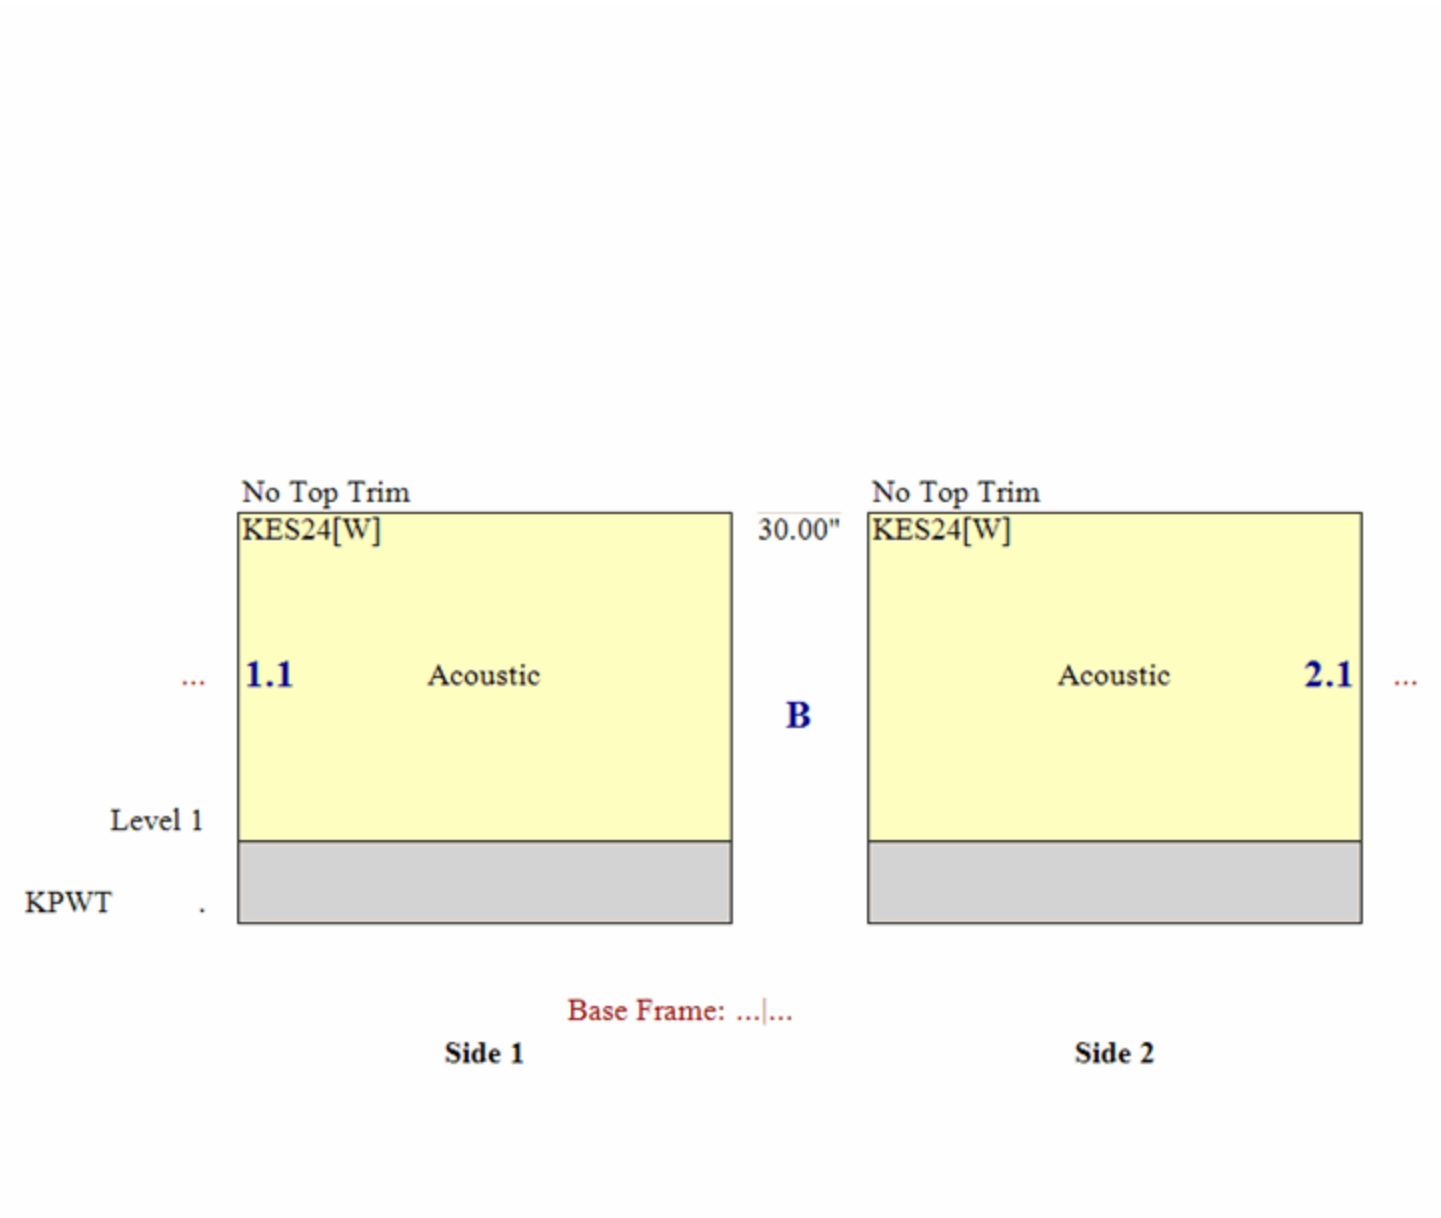 No Top Trim No Top Trim
KES24[W] 30.00" KES24[W]
... 1.1 Acoustic Acoustic 2.1 ...
B
Level 1
KPWT .
Base Frame: ...|...
Side 1 Side 2